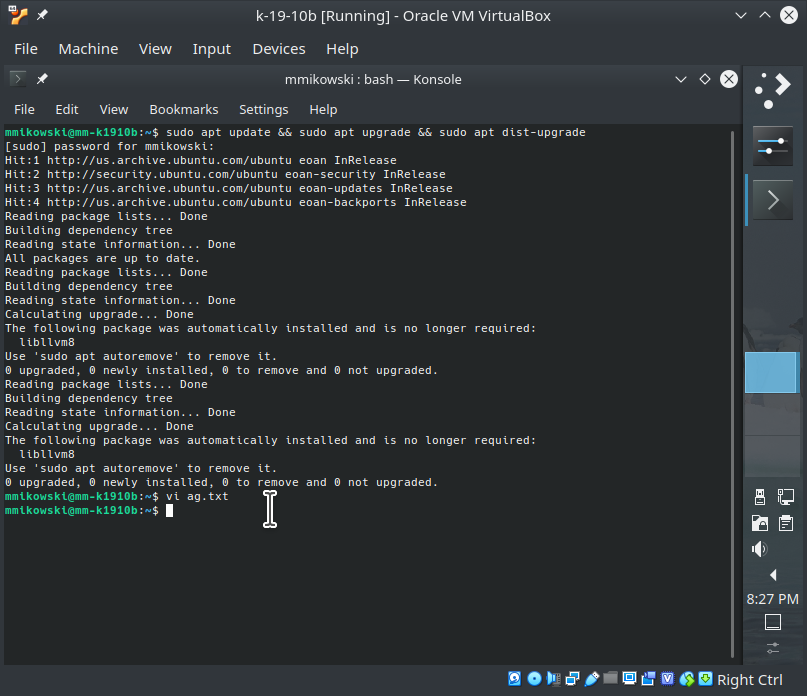 k-19-10b [Running] - Oracle VM VirtualBox
File Machine View Input Devices Help
mmikowski : bash — Konsole
File Edit View Bookmarks Settings Help
mmikowski@mm-k1910b:~$ sudo apt update && sudo apt upgrade && sudo apt dist-upgrade
[sudo] password for mmikowski:
Hit:1 http://us.archive.ubuntu.com/ubuntu eoan InRelease
Hit:2 http://security.ubuntu.com/ubuntu eoan-security InRelease
Hit:3 http://us.archive.ubuntu.com/ubuntu eoan-updates InRelease
Hit:4 http://us.archive.ubuntu.com/ubuntu eoan-backports InRelease
Reading package lists... Done
Building dependency tree
Reading state information... Done
All packages are up to date.
Reading package lists... Done
Building dependency tree
Reading state information... Done
Calculating upgrade... Done
The following package was automatically installed and is no longer required:
  libllvm8
Use 'sudo apt autoremove' to remove it.
0 upgraded, 0 newly installed, 0 to remove and 0 not upgraded.
Reading package lists... Done
Building dependency tree
Reading state information... Done
Calculating upgrade... Done
The following package was automatically installed and is no longer required:
  libllvm8
Use 'sudo apt autoremove' to remove it.
0 upgraded, 0 newly installed, 0 to remove and 0 not upgraded.
mmikowski@mm-k1910b:~$ vi ag.txt
mmikowski@mm-k1910b:~$
8:27 PM
Right Ctrl